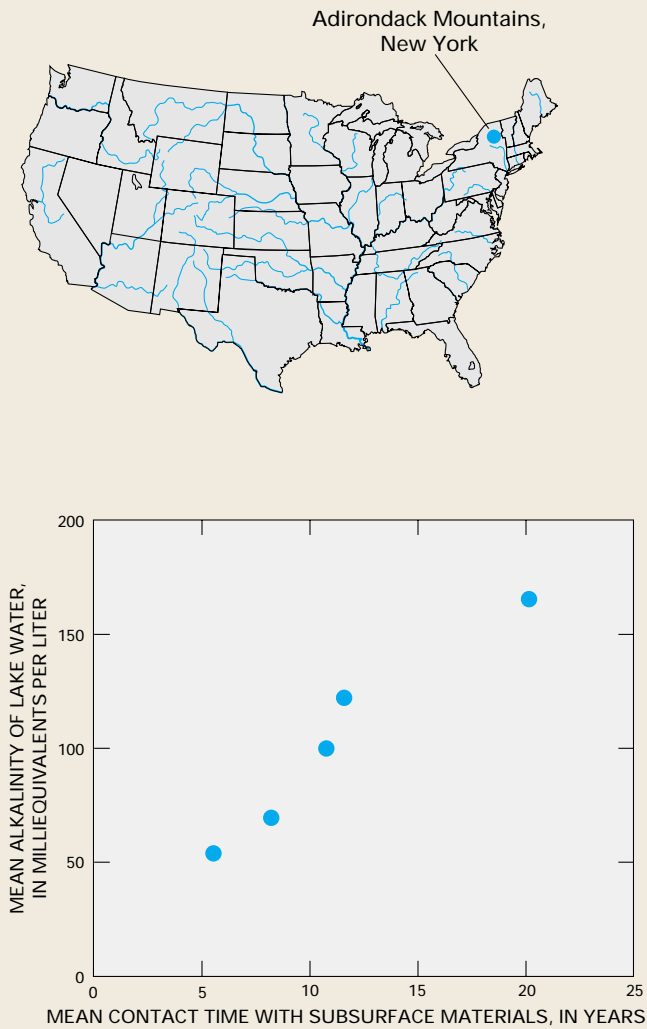 Adirondack Mountains,
New York
200
150
100
50
0
MEAN ALKALINITY OF LAKE WATER,
IN MILLIEQUIVALENTS PER LITER
0
5
10
15
20
25
MEAN CONTACT TIME WITH SUBSURFACE MATERIALS, IN YEARS